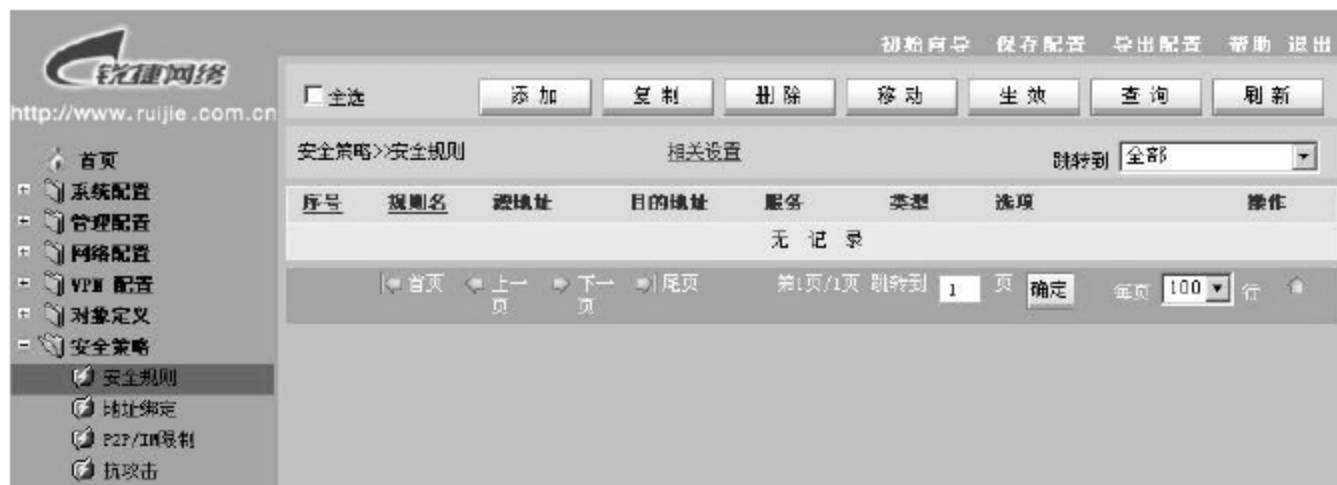 初始向导 保存配置 导出配置 帮助 退出
锐捷网络
http://www.ruijie.com.cn
全选 添加 复制 删除 移动 生效 查询 刷新
安全策略>>安全规则 相关设置 跳转到 全部
序号 规则名 源地址 目的地址 服务 类型 选项 操作
无记录
首页 上一页 下一页 尾页 第1页/1页 跳转到 1 页 确定 每页 100 行
首页
系统配置
管理配置
网络配置
VPN 配置
对象定义
安全策略
安全规则
地址绑定
P2P/IM限制
抗攻击